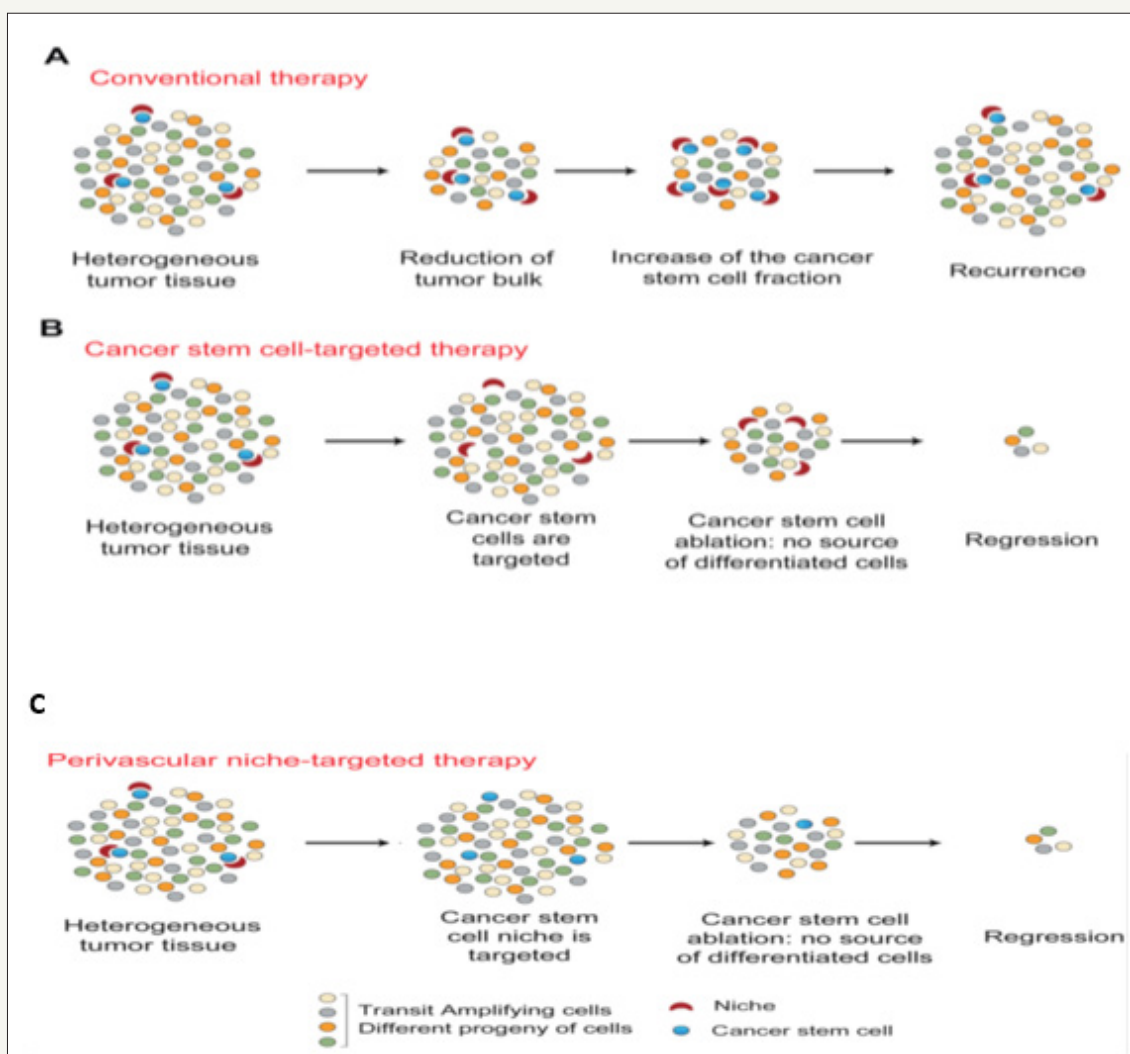 A
Conventional therapy
Heterogeneous
tumor tissue
Reduction of
tumor bulk
Increase of the cancer
stem cell fraction
Recurrence
B
Cancer stem cell-targeted therapy
Heterogeneous
tumor tissue
Cancer stem
cells are
targeted
Cancer stem cell
ablation: no source
of differentiated cells
Regression
C
Perivascular niche-targeted therapy
Heterogeneous
tumor tissue
Cancer stem
cell niche is
targeted
Cancer stem cell
ablation: no source
of differentiated cells
Regression
Transit Amplifying cells
Different progeny of cells
Niche
Cancer stem cell